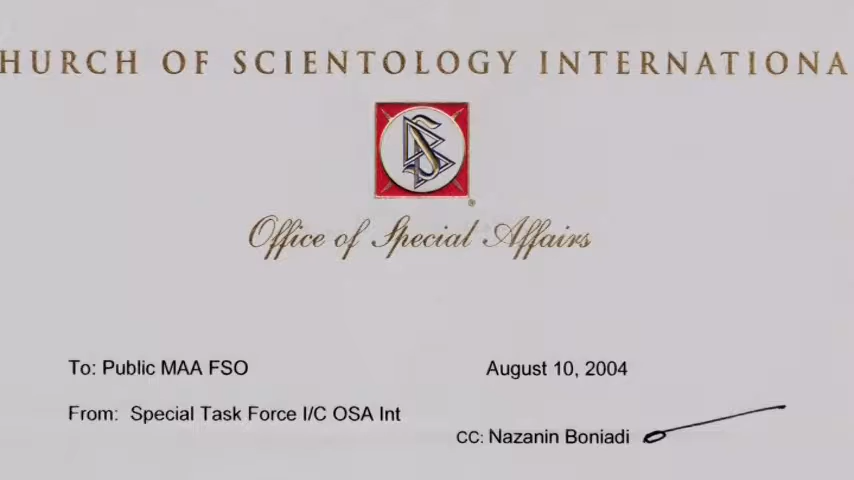 HURCH OF SCIENTOLOGY INTERNATIONA
®
Office of Special Affairs
To: Public MAA FSO
August 10, 2004
From: Special Task Force I/C OSA Int
CC: Nazanin Boniadi